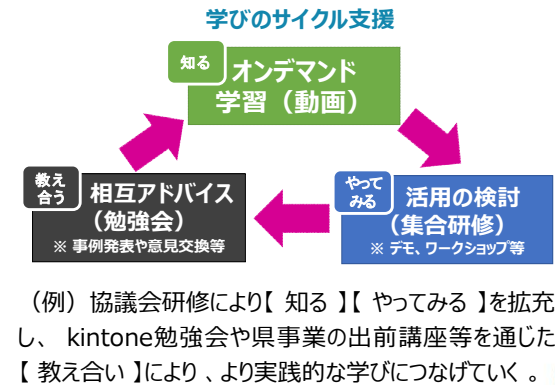 学びのサイクル支援
知る
オンデマンド
学習（動画）
教え
合う
相互アドバイス
（勉強会）
※ 事例発表や意見交換等
やって
みる
活用の検討
（集合研修）
※ デモ、ワークショップ等
（例）協議会研修により【 知る 】【 やってみる 】を拡充
し、 kintone勉強会や県事業の出前講座等を通じた
【 教え合い 】により 、より実践的な学びにつなげていく 。